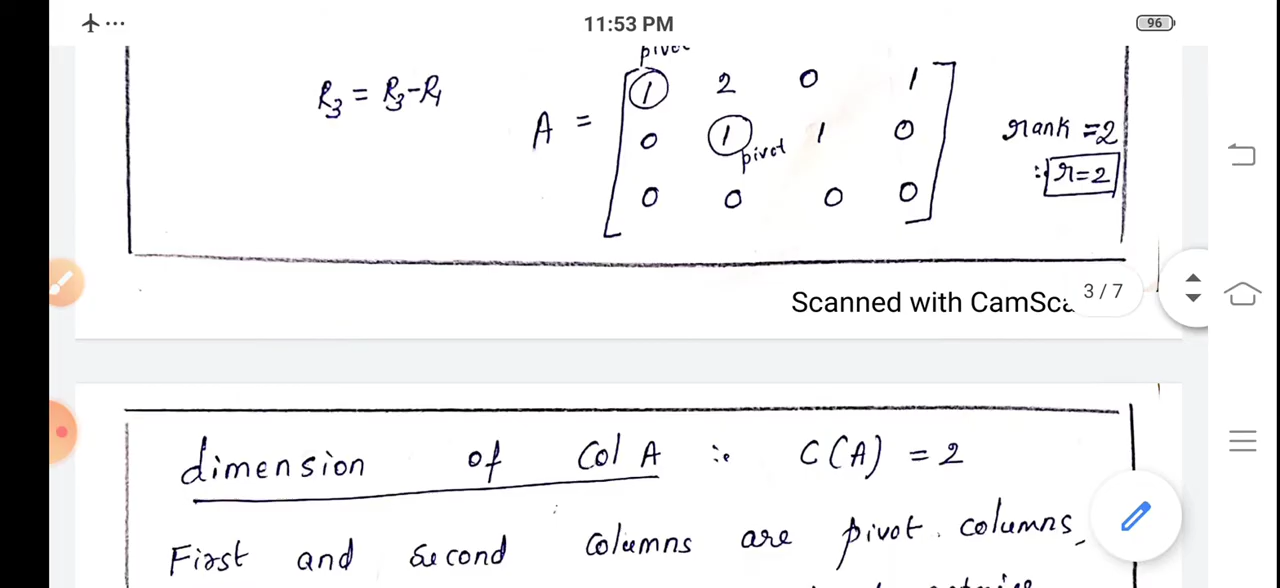 11:53 PM
96
pivot
R3 = R3-R1
A = [ 1 2 0 1
0 1 pivot 1 0
0 0 0 0 ]
rank = 2
∴ r=2
Scanned with CamSca
3 / 7
dimension of Col A :- C(A) = 2
First and second columns are pivot columns,